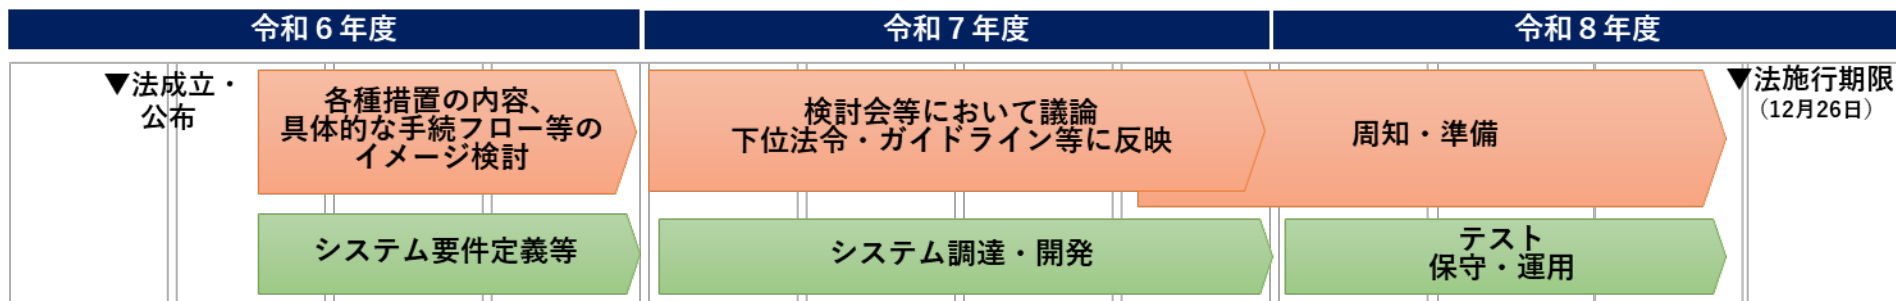 令和６年度
令和７年度
令和８年度
▼法成立・
公布
各種措置の内容、
具体的な手続フロー等の
イメージ検討
検討会等において議論
下位法令・ガイドライン等に反映
周知・準備
▼法施行期限
（12月26日）
システム要件定義等
システム調達・開発
テスト
保守・運用